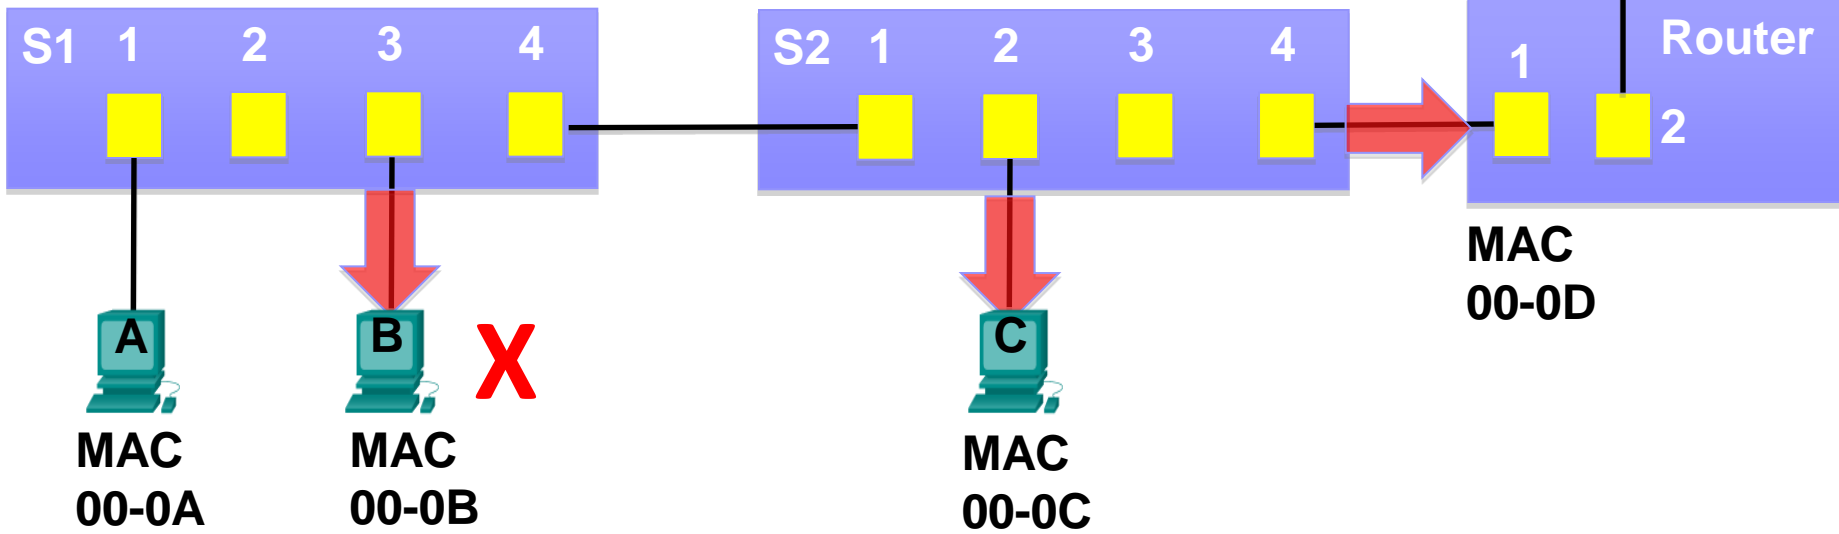 S1 1 2 3 4
S2 1 2 3 4
Router
1
2
A
B
X
C
MAC
00-0A
MAC
00-0B
MAC
00-0C
MAC
00-0D